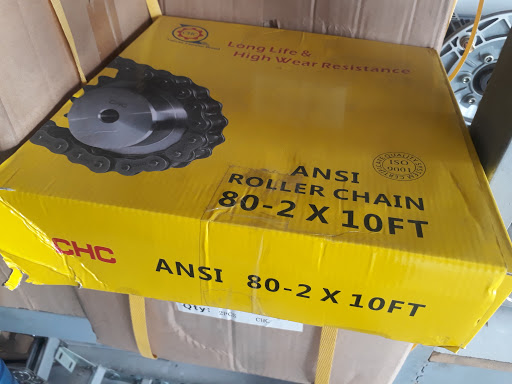 Long Life &
High Wear Resistance
ANSI
ROLLER CHAIN
80-2 X 10FT
ISO
9001
CHC
ANSI 80-2 X 10FT
Qty: